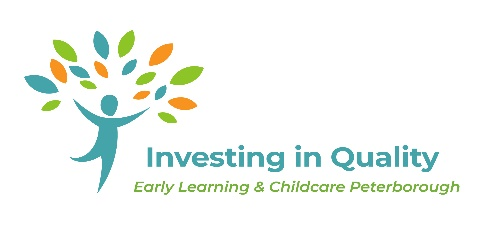 Investing in Quality
Early Learning & Childcare Peterborough